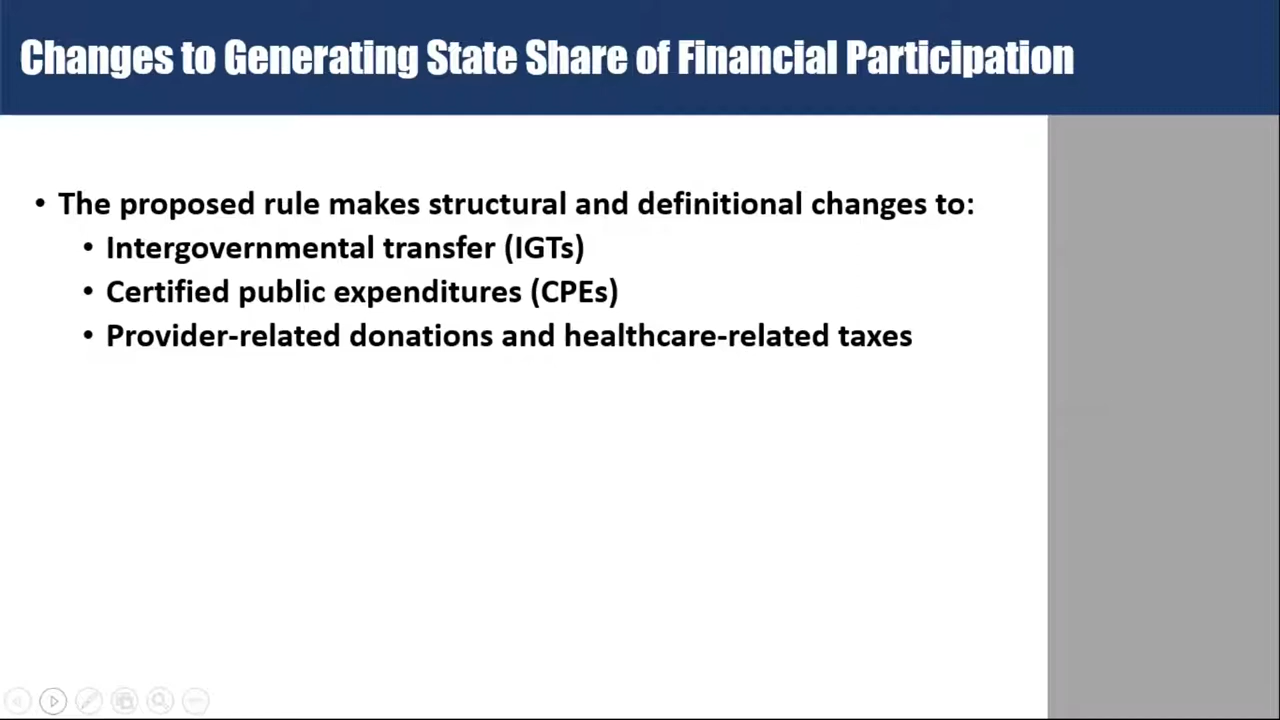 Changes to Generating State Share of Financial Participation
• The proposed rule makes structural and definitional changes to:
• Intergovernmental transfer (IGTs)
• Certified public expenditures (CPEs)
• Provider-related donations and healthcare-related taxes